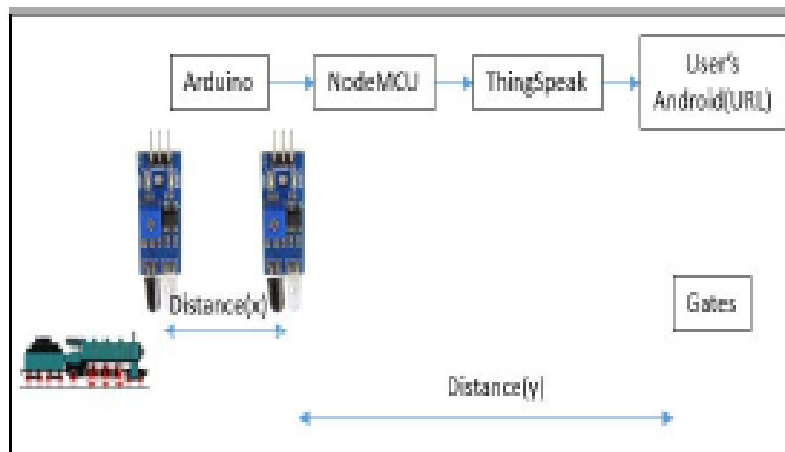 Arduino
NodeMCU
ThingSpeak
User's
Android(URL)
Distance(x)
Gates
Distance(y)